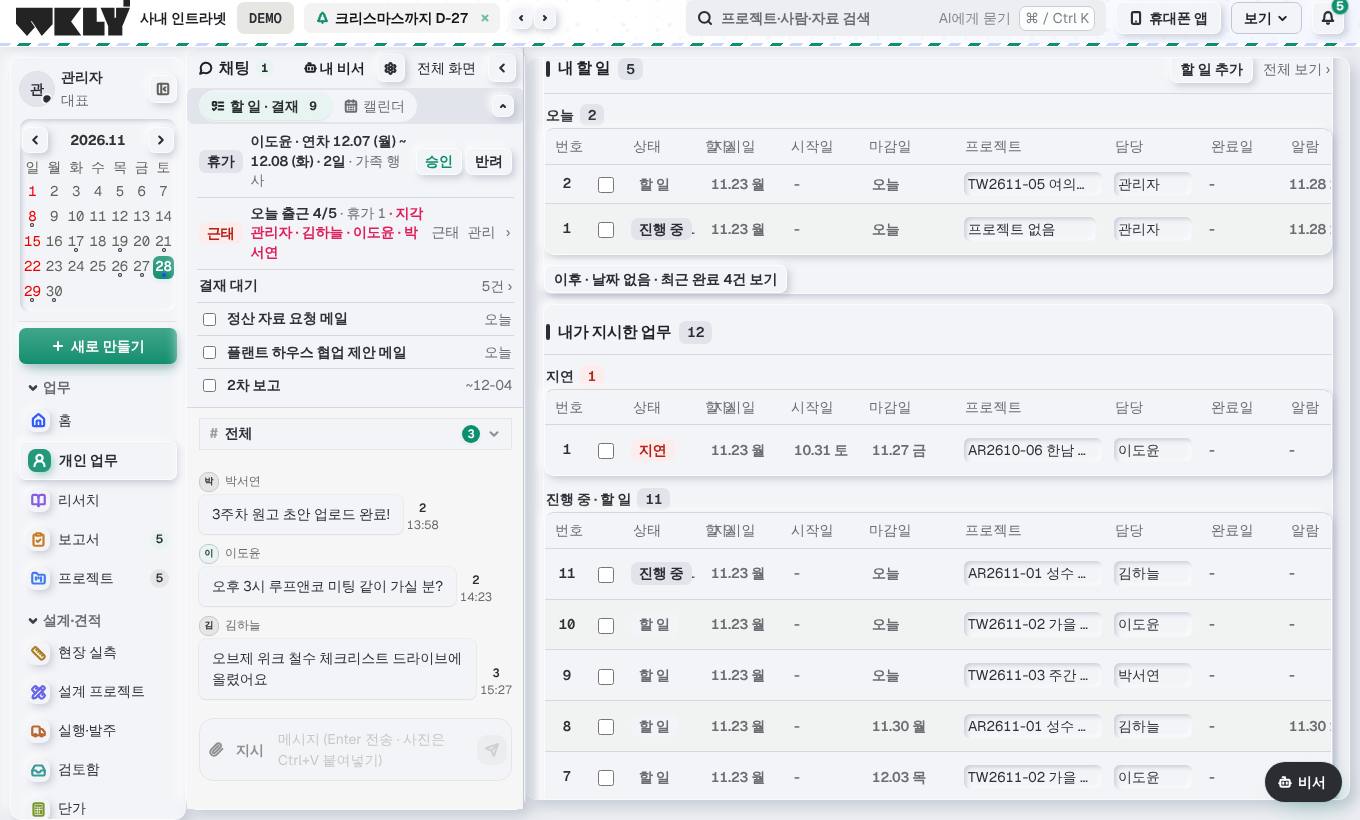 WKLY 사내 인트라넷 DEMO 크리스마스까지 D-27 × 프로젝트·사람·자료 검색 AI에게 묻기 ⌘ / Ctrl K 휴대폰 앱 보기 5
관 관리자
대표
2026.11
일 월 화 수 목 금 토
1 2 3 4 5 6 7
8 9 10 11 12 13 14
15 16 17 18 19 20 21
22 23 24 25 26 27 28
29 30
+ 새로 만들기
업무
홈
개인 업무
리서치
보고서 5
프로젝트 5
설계·견적
현장 실측
설계 프로젝트
실행·발주
검토함
단가
채팅 1 내 비서 전체 화면
할 일 · 결재 9 캘린더
휴가 이도윤 · 연차 12.07 (월) ~
12.08 (화) · 2일 · 가족 행
사
승인 반려
근태 오늘 출근 4/5 · 휴가 1 · 지각
관리자 · 김하늘 · 이도윤 · 박
서연
근태 관리 ›
결재 대기 5건 ›
정산 자료 요청 메일 오늘
플랜트 하우스 협업 제안 메일 오늘
2차 보고 ~12-04
# 전체 3
박 박서연
3주차 원고 초안 업로드 완료! 2
13:58
이 이도윤
오후 3시 루프앤코 미팅 같이 가실 분? 2
14:23
김 김하늘
오브제 위크 철수 체크리스트 드라이브에
올렸어요 3
15:27
지시 메시지 (Enter 전송 · 사진은
Ctrl+V 붙여넣기)
내 할 일 5 할 일 추가 전체 보기 ›
오늘 2
번호 상태 시작일 마감일 프로젝트 담당 완료일 알람
2 할 일 11.23 월 - 오늘 TW2611-05 여의… 관리자 - 11.28
1 진행 중 11.23 월 - 오늘 프로젝트 없음 관리자 - 11.28
이후 · 날짜 없음 · 최근 완료 4건 보기
내가 지시한 업무 12
지연 1
번호 상태 시작일 마감일 프로젝트 담당 완료일 알람
1 지연 11.23 월 10.31 토 11.27 금 AR2610-06 한남 … 이도윤 - -
진행 중 · 할 일 11
번호 상태 시작일 마감일 프로젝트 담당 완료일 알람
11 진행 중 11.23 월 - 오늘 AR2611-01 성수 … 김하늘 - -
10 할 일 11.23 월 - 오늘 TW2611-02 가을 … 이도윤 - -
9 할 일 11.23 월 - 오늘 TW2611-03 주간 … 박서연 - -
8 할 일 11.23 월 - 11.30 월 AR2611-01 성수 … 김하늘 - 11.30
7 할 일 11.23 월 - 12.03 목 TW2611-02 가을 … 이도윤 -
비서